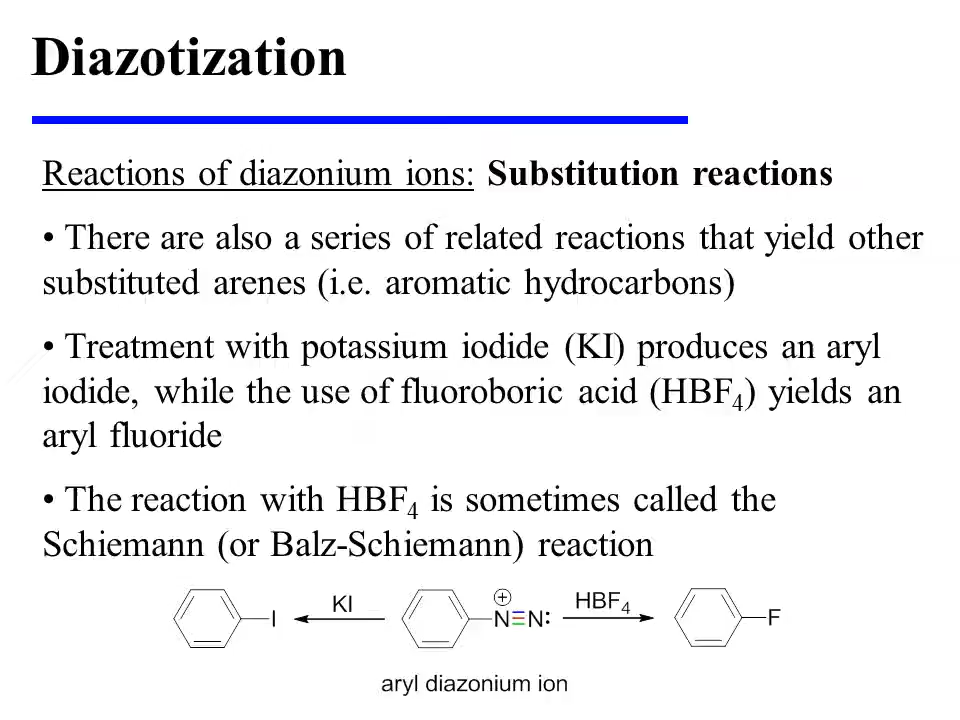 Diazotization
Reactions of diazonium ions: Substitution reactions
• There are also a series of related reactions that yield other
substituted arenes (i.e. aromatic hydrocarbons)
• Treatment with potassium iodide (KI) produces an aryl
iodide, while the use of fluoroboric acid (HBF4) yields an
aryl fluoride
• The reaction with HBF4 is sometimes called the
Schiemann (or Balz-Schiemann) reaction
I KI N≡N: HBF4 F
+
aryl diazonium ion